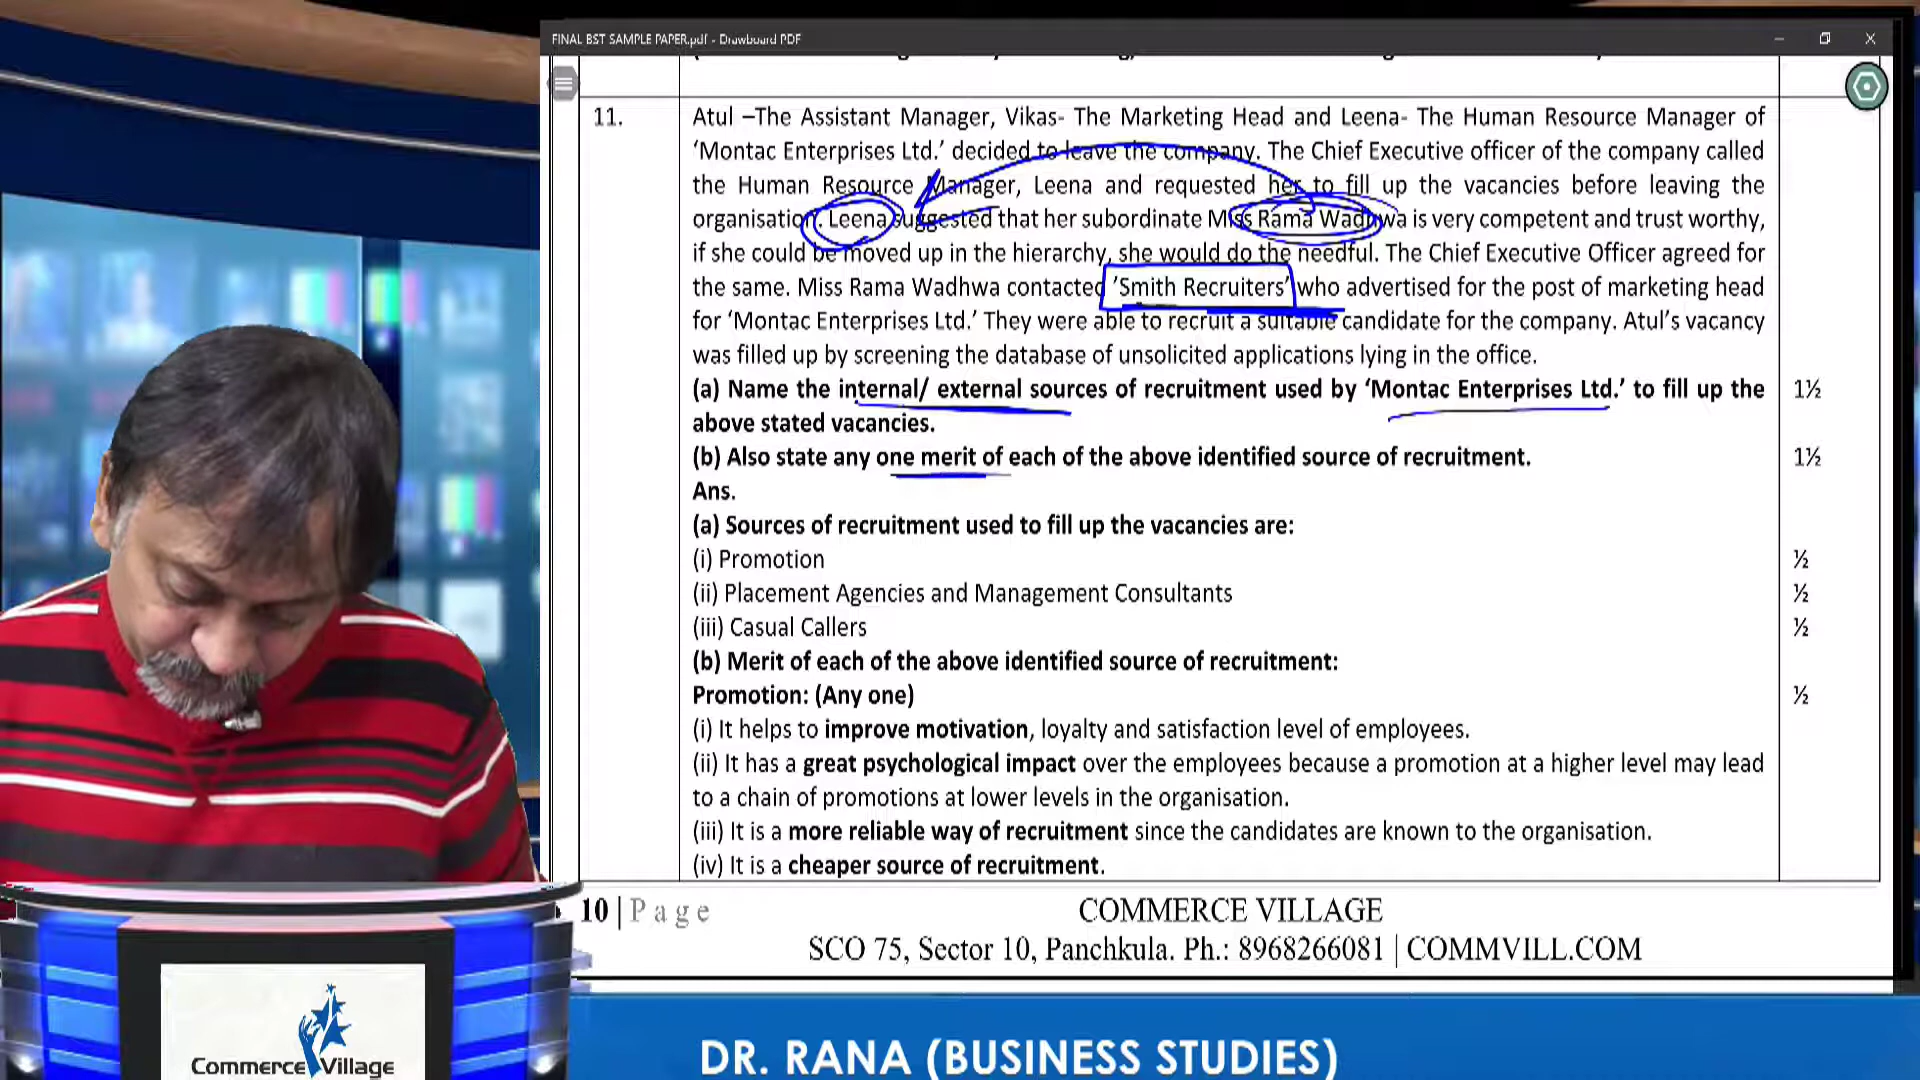 FINAL BST SAMPLE PAPER.pdf - Drawboard PDF
11.
Atul –The Assistant Manager, Vikas- The Marketing Head and Leena- The Human Resource Manager of
‘Montac Enterprises Ltd.’ decided to leave the company. The Chief Executive officer of the company called
the Human Resource Manager, Leena and requested her to fill up the vacancies before leaving the
organisation. Leena suggested that her subordinate Miss Rama Wadhwa is very competent and trust worthy,
if she could be moved up in the hierarchy, she would do the needful. The Chief Executive Officer agreed for
the same. Miss Rama Wadhwa contacted ‘Smith Recruiters’ who advertised for the post of marketing head
for ‘Montac Enterprises Ltd.’ They were able to recruit a suitable candidate for the company. Atul’s vacancy
was filled up by screening the database of unsolicited applications lying in the office.
(a) Name the internal/ external sources of recruitment used by ‘Montac Enterprises Ltd.’ to fill up the 1½
above stated vacancies.
(b) Also state any one merit of each of the above identified source of recruitment. 1½
Ans.
(a) Sources of recruitment used to fill up the vacancies are:
(i) Promotion ½
(ii) Placement Agencies and Management Consultants ½
(iii) Casual Callers ½
(b) Merit of each of the above identified source of recruitment:
Promotion: (Any one) ½
(i) It helps to improve motivation, loyalty and satisfaction level of employees.
(ii) It has a great psychological impact over the employees because a promotion at a higher level may lead
to a chain of promotions at lower levels in the organisation.
(iii) It is a more reliable way of recruitment since the candidates are known to the organisation.
(iv) It is a cheaper source of recruitment.
10 | Page
COMMERCE VILLAGE
SCO 75, Sector 10, Panchkula. Ph.: 8968266081 | COMMVILL.COM
Commerce Village
DR. RANA (BUSINESS STUDIES)